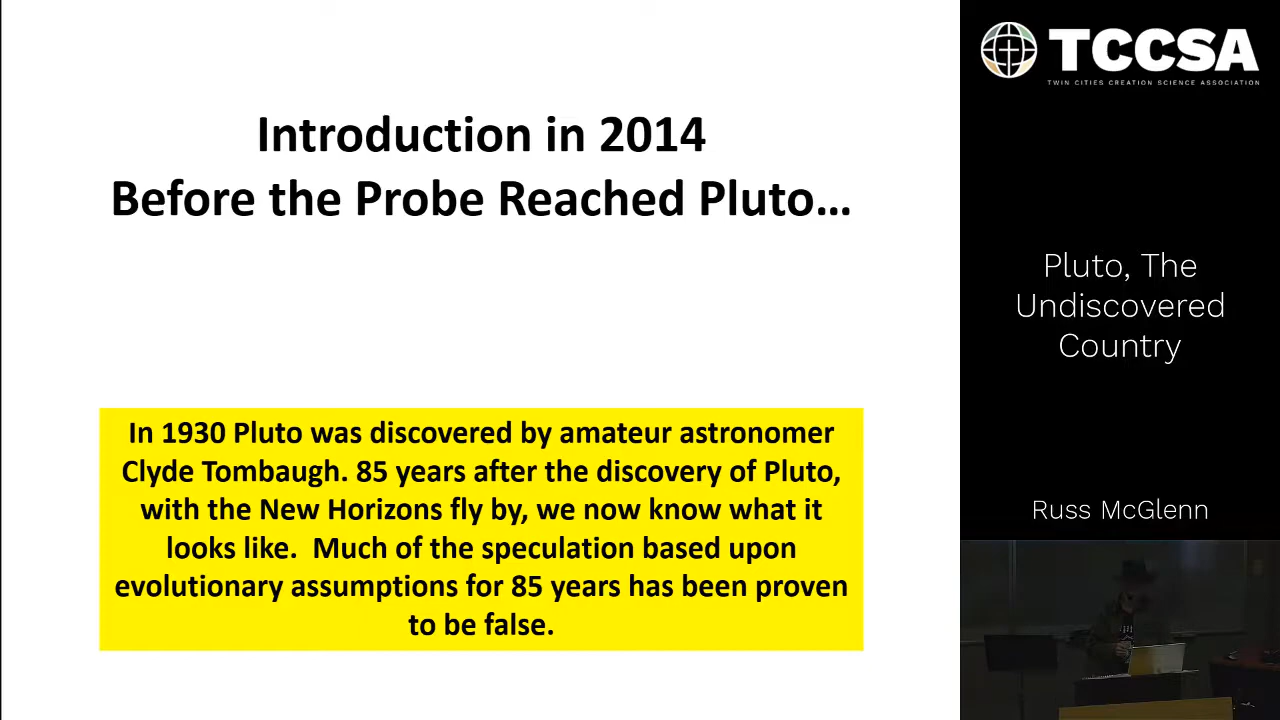 Introduction in 2014
Before the Probe Reached Pluto...
In 1930 Pluto was discovered by amateur astronomer
Clyde Tombaugh. 85 years after the discovery of Pluto,
with the New Horizons fly by, we now know what it
looks like.  Much of the speculation based upon
evolutionary assumptions for 85 years has been proven
to be false.
TCCSA
TWIN CITIES CREATION SCIENCE ASSOCIATION
Pluto, The
Undiscovered
Country
Russ McGlenn